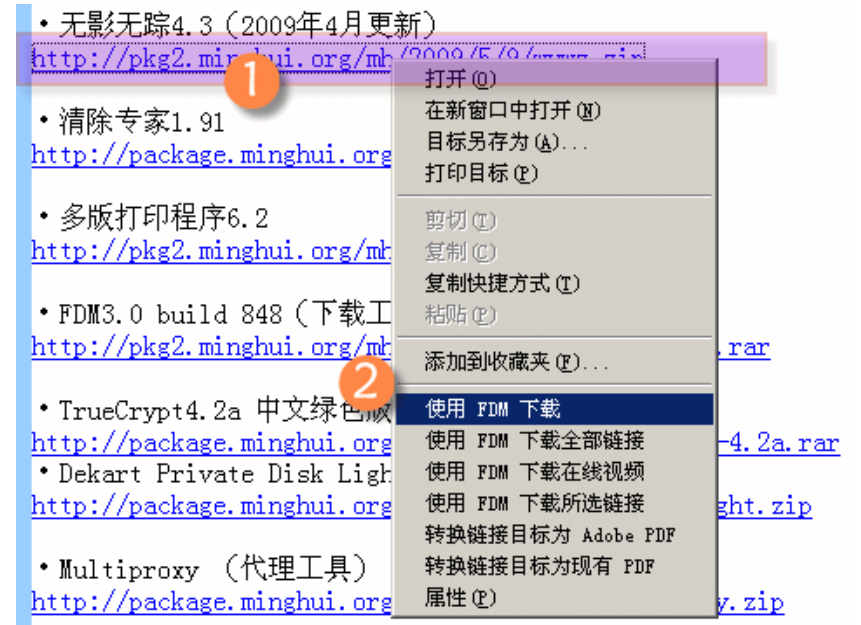 • 无影无踪4.3（2009年4月更新）
http://pkg2.minghui.org/mh/2009/5/9/wywz.zip
1
• 清除专家1.91
http://package.minghui.org
• 多版打印程序6.2
http://pkg2.minghui.org/mh
• FDM3.0 build 848（下载工
http://pkg2.minghui.org/mh .rar
2
• TrueCrypt4.2a 中文绿色版
http://package.minghui.org -4.2a.rar
• Dekart Private Disk Ligh
http://package.minghui.org ght.zip
• Multiproxy （代理工具）
http://package.minghui.org y.zip
打开(O)
在新窗口中打开(N)
目标另存为(A)...
打印目标(P)
剪切(T)
复制(C)
复制快捷方式(T)
粘贴(P)
添加到收藏夹(F)...
使用 FDM 下载
使用 FDM 下载全部链接
使用 FDM 下载在线视频
使用 FDM 下载所选链接
转换链接目标为 Adobe PDF
转换链接目标为现有 PDF
属性(P)